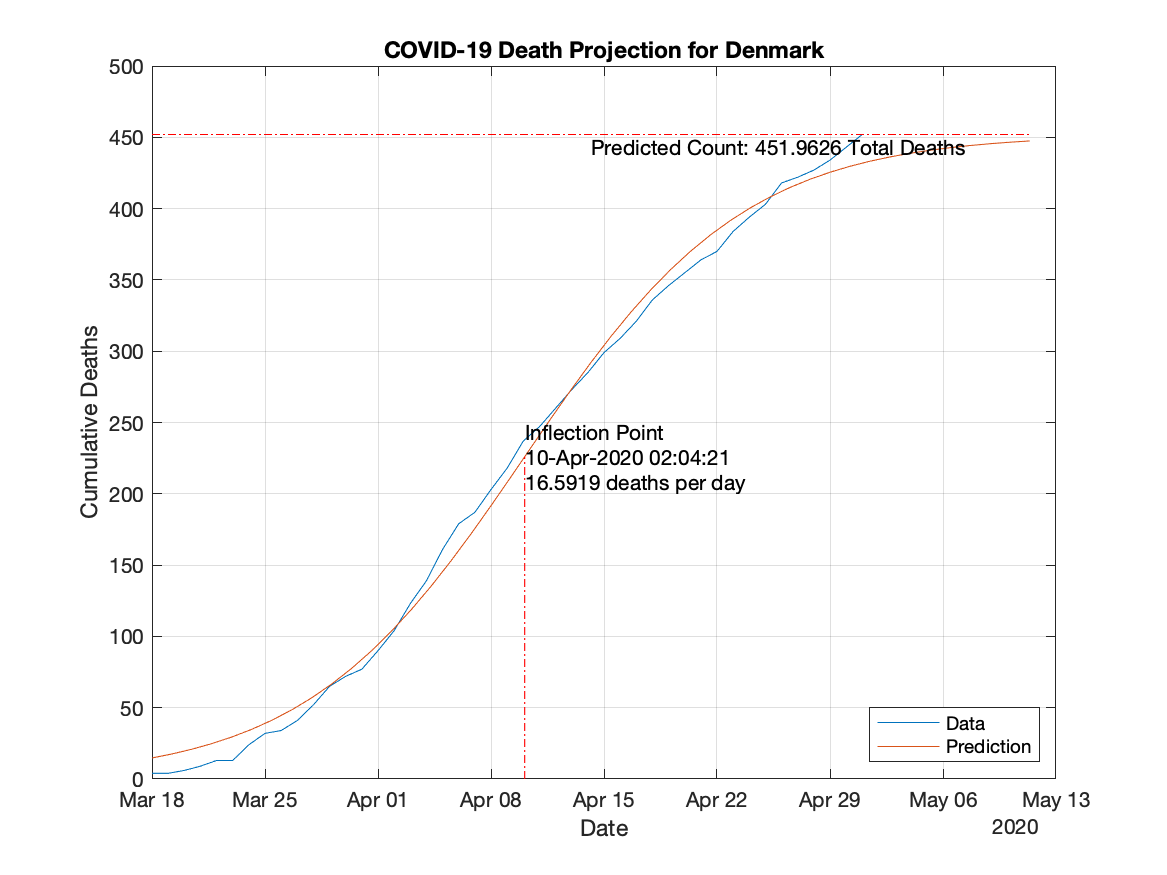 COVID-19 Death Projection for Denmark
500
450
400
350
300
250
200
150
100
50
0
Cumulative Deaths
Predicted Count: 451.9626 Total Deaths
Inflection Point
10-Apr-2020 02:04:21
16.5919 deaths per day
Data
Prediction
Mar 18 Mar 25 Apr 01 Apr 08 Apr 15 Apr 22 Apr 29 May 06 May 13
Date
2020